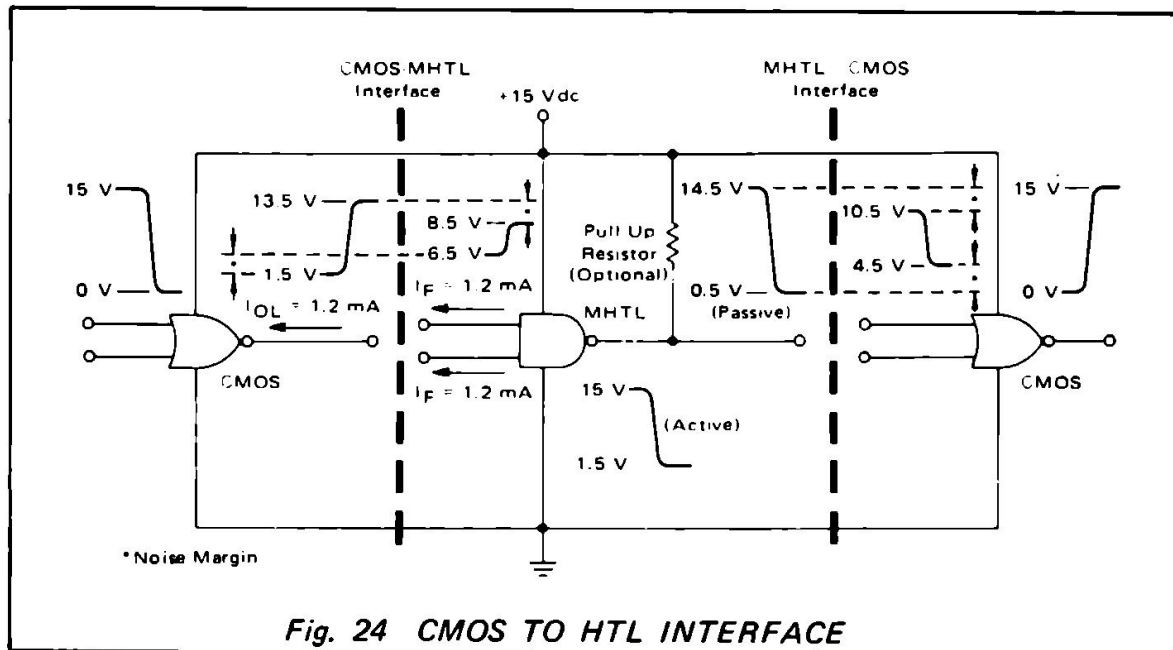 CMOS-MHTL
Interface
+15 Vdc
MHTL CMOS
Interface
15 V
0 V
13.5 V
1.5 V
8.5 V
6.5 V
Pull Up
Resistor
(Optional)
14.5 V
0.5 V
(Passive)
10.5 V
4.5 V
15 V
0 V
IOL = 1.2 mA
IF = 1.2 mA
MHTL
CMOS
IF = 1.2 mA
CMOS
15 V
(Active)
1.5 V
*Noise Margin
Fig. 24 CMOS TO HTL INTERFACE